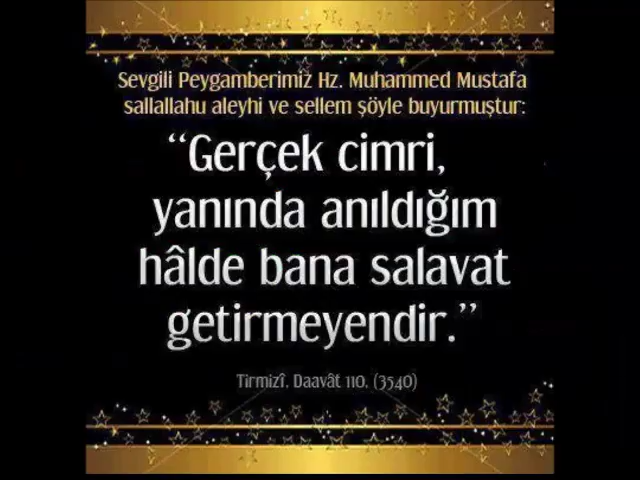 Sevgili Peygamberimiz Hz. Muhammed Mustafa
sallallahu aleyhi ve sellem şöyle buyurmuştur:
“Gerçek cimri,
yanında anıldığım
hâlde bana salavat
getirmeyendir.”
Tirmizî, Daavât 110, (3540)